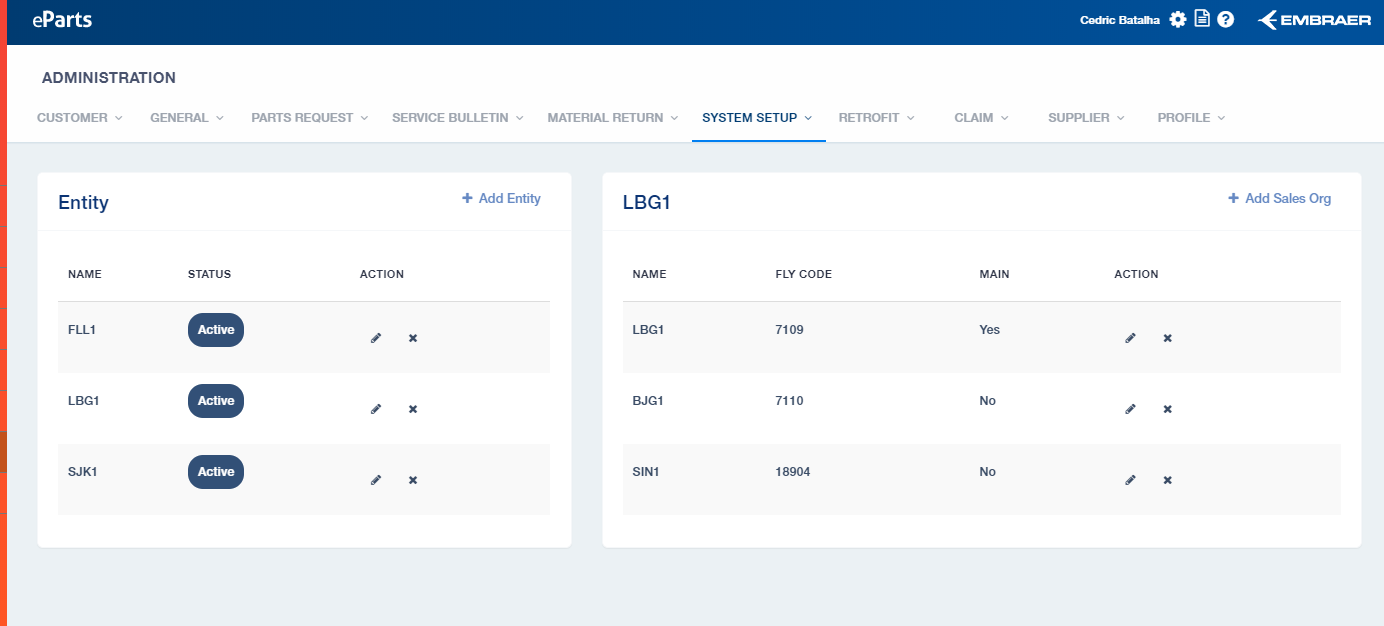 eParts
Cedric Batalha
EMBRAER
ADMINISTRATION
CUSTOMER GENERAL PARTS REQUEST SERVICE BULLETIN MATERIAL RETURN SYSTEM SETUP RETROFIT CLAIM SUPPLIER PROFILE
Entity
+ Add Entity
NAME STATUS ACTION
FLL1 Active
LBG1 Active
SJK1 Active
LBG1
+ Add Sales Org
NAME FLY CODE MAIN ACTION
LBG1 7109 Yes
BJG1 7110 No
SIN1 18904 No